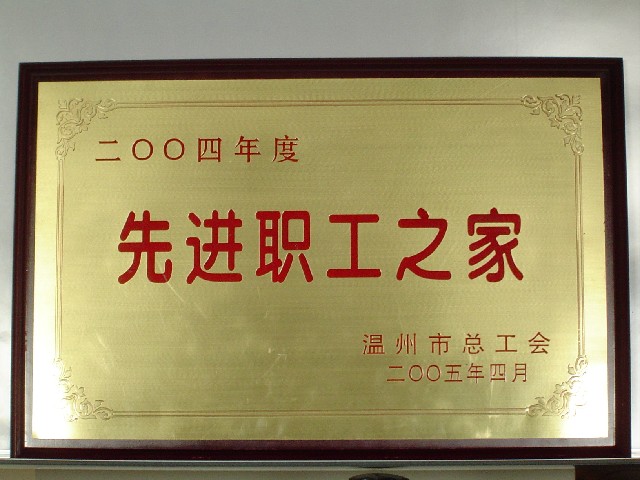 二〇〇四年度
先进职工之家
温州市总工会
二〇〇五年四月